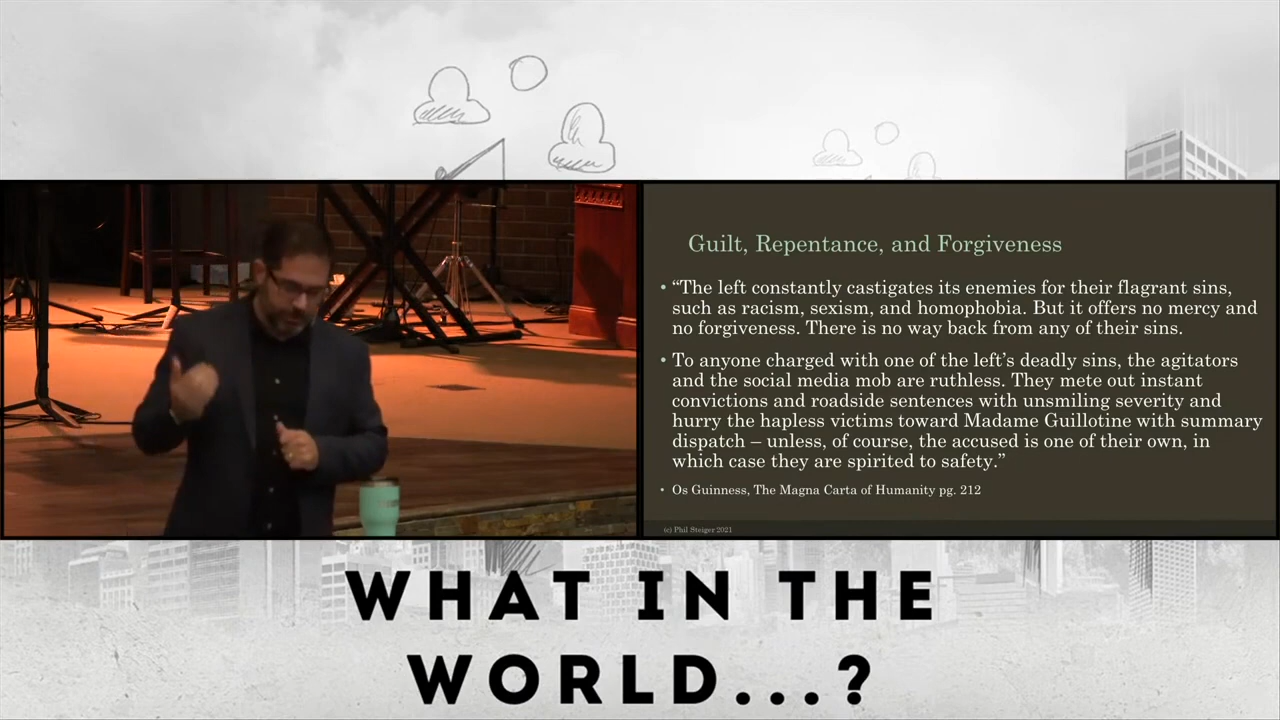 Guilt, Repentance, and Forgiveness
• “The left constantly castigates its enemies for their flagrant sins,
such as racism, sexism, and homophobia. But it offers no mercy and
no forgiveness. There is no way back from any of their sins.
• To anyone charged with one of the left’s deadly sins, the agitators
and the social media mob are ruthless. They mete out instant
convictions and roadside sentences with unsmiling severity and
hurry the hapless victims toward Madame Guillotine with summary
dispatch – unless, of course, the accused is one of their own, in
which case they are spirited to safety.”
• Os Guinness, The Magna Carta of Humanity pg. 212
(c) Phil Steiger 2021
WHAT IN THE
WORLD...?